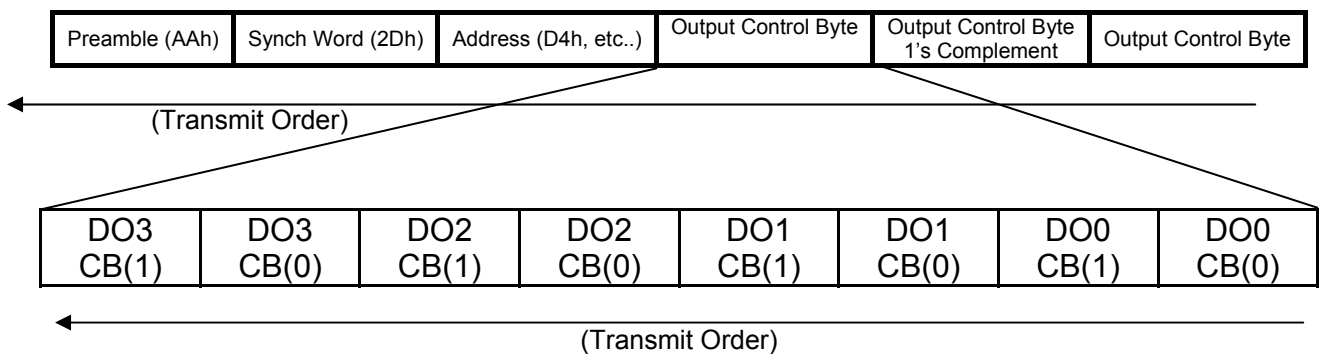 Preamble (AAh) Synch Word (2Dh) Address (D4h, etc..) Output Control Byte Output Control Byte 1's Complement Output Control Byte
(Transmit Order)
DO3 DO3 DO2 DO2 DO1 DO1 DO0 DO0
CB(1) CB(0) CB(1) CB(0) CB(1) CB(0) CB(1) CB(0)
(Transmit Order)